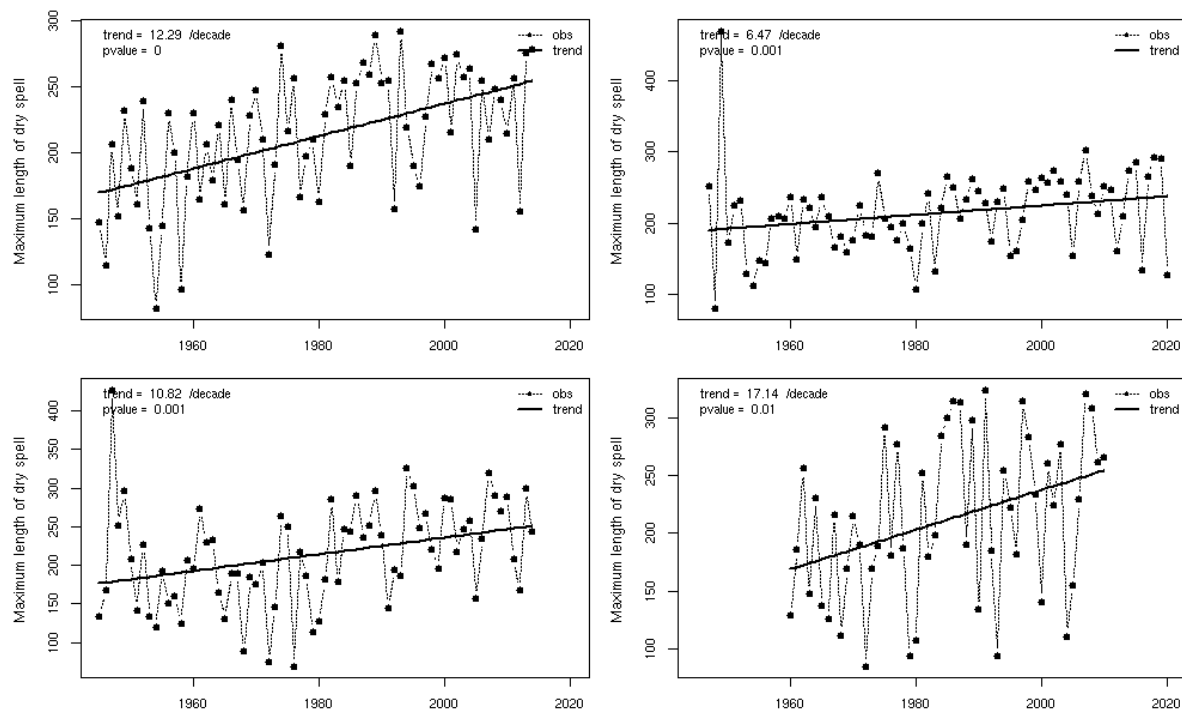 trend = 12.29 /decade
pvalue = 0
obs
trend
Maximum length of dry spell
300
250
200
150
100
1960
1980
2000
2020
trend = 6.47 /decade
pvalue = 0.001
obs
trend
Maximum length of dry spell
400
300
200
100
1960
1980
2000
2020
trend = 10.82 /decade
pvalue = 0.001
obs
trend
Maximum length of dry spell
400
350
300
250
200
150
100
1960
1980
2000
2020
trend = 17.14 /decade
pvalue = 0.01
obs
trend
Maximum length of dry spell
300
250
200
150
100
1960
1980
2000
2020